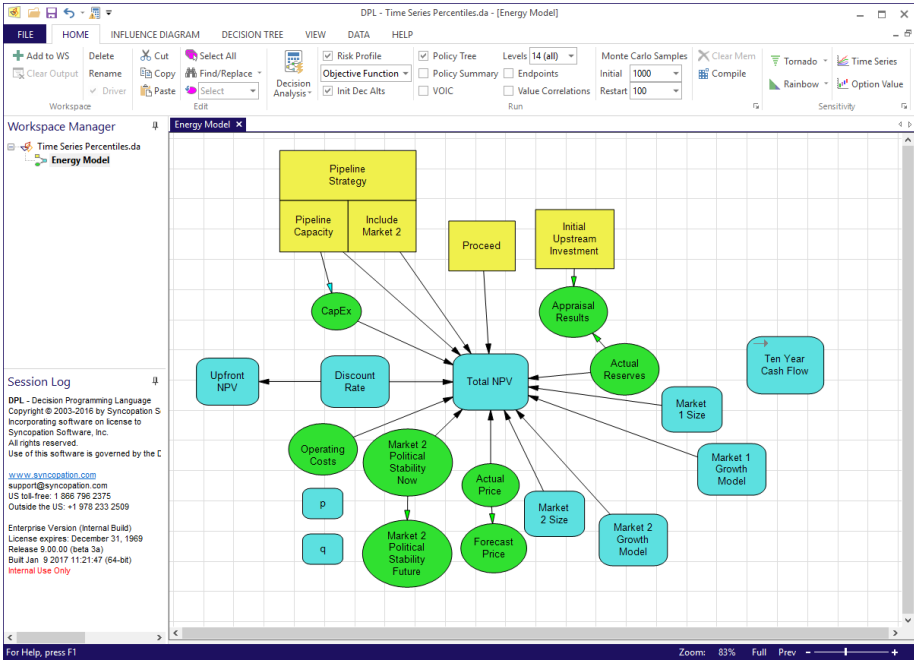 DPL - Time Series Percentiles.da - [Energy Model]
FILE HOME INFLUENCE DIAGRAM DECISION TREE VIEW DATA HELP
Add to WS
Clear Output
Delete
Rename
Driver
Workspace
Cut
Copy
Paste
Select All
Find/Replace
Select
Edit
Decision
Analysis
Risk Profile
Objective Function
Init Dec Alts
Policy Tree
Policy Summary
VOIC
Levels 14 (all)
Endpoints
Value Correlations
Run
Monte Carlo Samples
Initial 1000
Restart 100
Clear Mem
Compile
Tornado
Rainbow
Time Series
Option Value
Sensitivity
Workspace Manager
Time Series Percentiles.da
Energy Model
Session Log
DPL - Decision Programming Language
Copyright © 2003-2016 by Syncopation S
Incorporating software on license to
Syncopation Software, Inc.
All rights reserved.
Use of this software is governed by the D
www.syncopation.com
support@syncopation.com
US toll-free: 1 866 796 2375
Outside the US: +1 978 233 2509
Enterprise Version (Internal Build)
License expires: December 31, 1969
Release 9.00.00 (beta 3a)
Built Jan 9 2017 11:21:47 (64-bit)
Internal Use Only
Energy Model
Pipeline
Strategy
Pipeline
Capacity
Include
Market 2
Proceed
Initial
Upstream
Investment
CapEx
Appraisal
Results
Actual
Reserves
Ten Year
Cash Flow
Upfront
NPV
Discount
Rate
Total NPV
Market
1 Size
Operating
Costs
Market 2
Political
Stability
Now
Actual
Price
Market 1
Growth
Model
p
Market
2 Size
q
Market 2
Political
Stability
Future
Forecast
Price
Market 2
Growth
Model
For Help, press F1
Zoom: 83% Full Prev